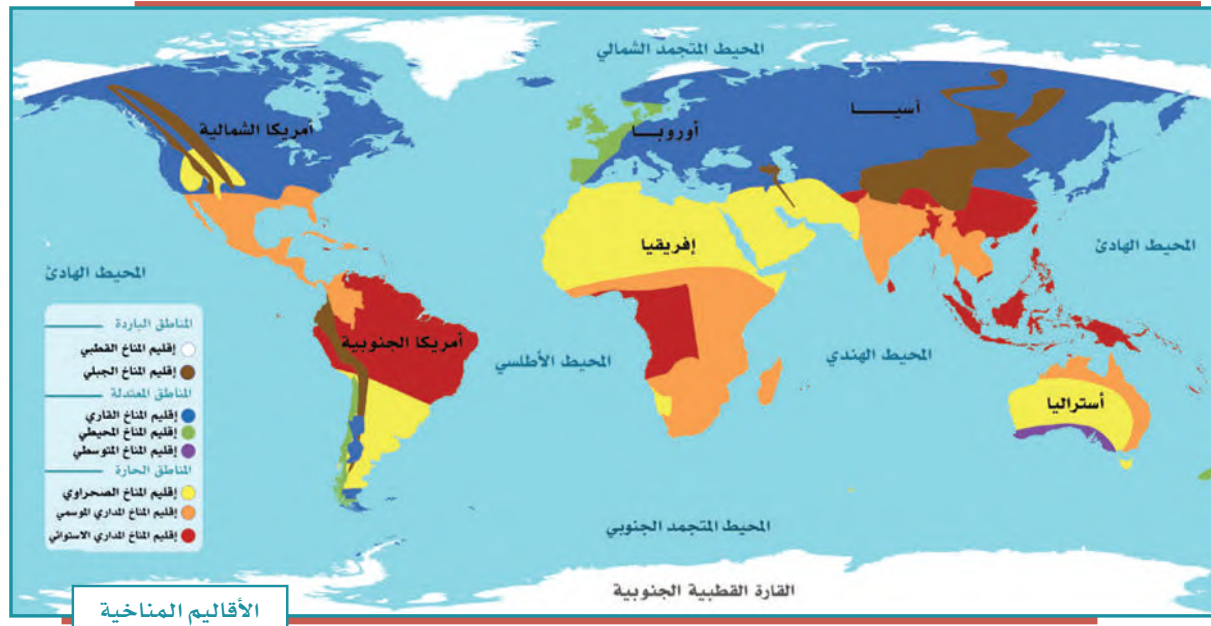 المحيط المتجمد الشمالي
أمريكا الشمالية
أوروبـــا
آسيـــا
المحيط الهادئ
إفريقيا
المحيط الهادئ
أمريكا الجنوبية
المحيط الأطلسي
المحيط الهندي
أستراليا
المحيط المتجمد الجنوبي
القارة القطبية الجنوبية
المناطق الباردة
إقليم المناخ القطبي
إقليم المناخ الجبلي
المناطق المعتدلة
إقليم المناخ القاري
إقليم المناخ المحيطي
إقليم المناخ المتوسطي
المناطق الحارة
إقليم المناخ الصحراوي
إقليم المناخ المداري الموسمي
إقليم المناخ المداري الاستوائي
الأقاليم المناخية